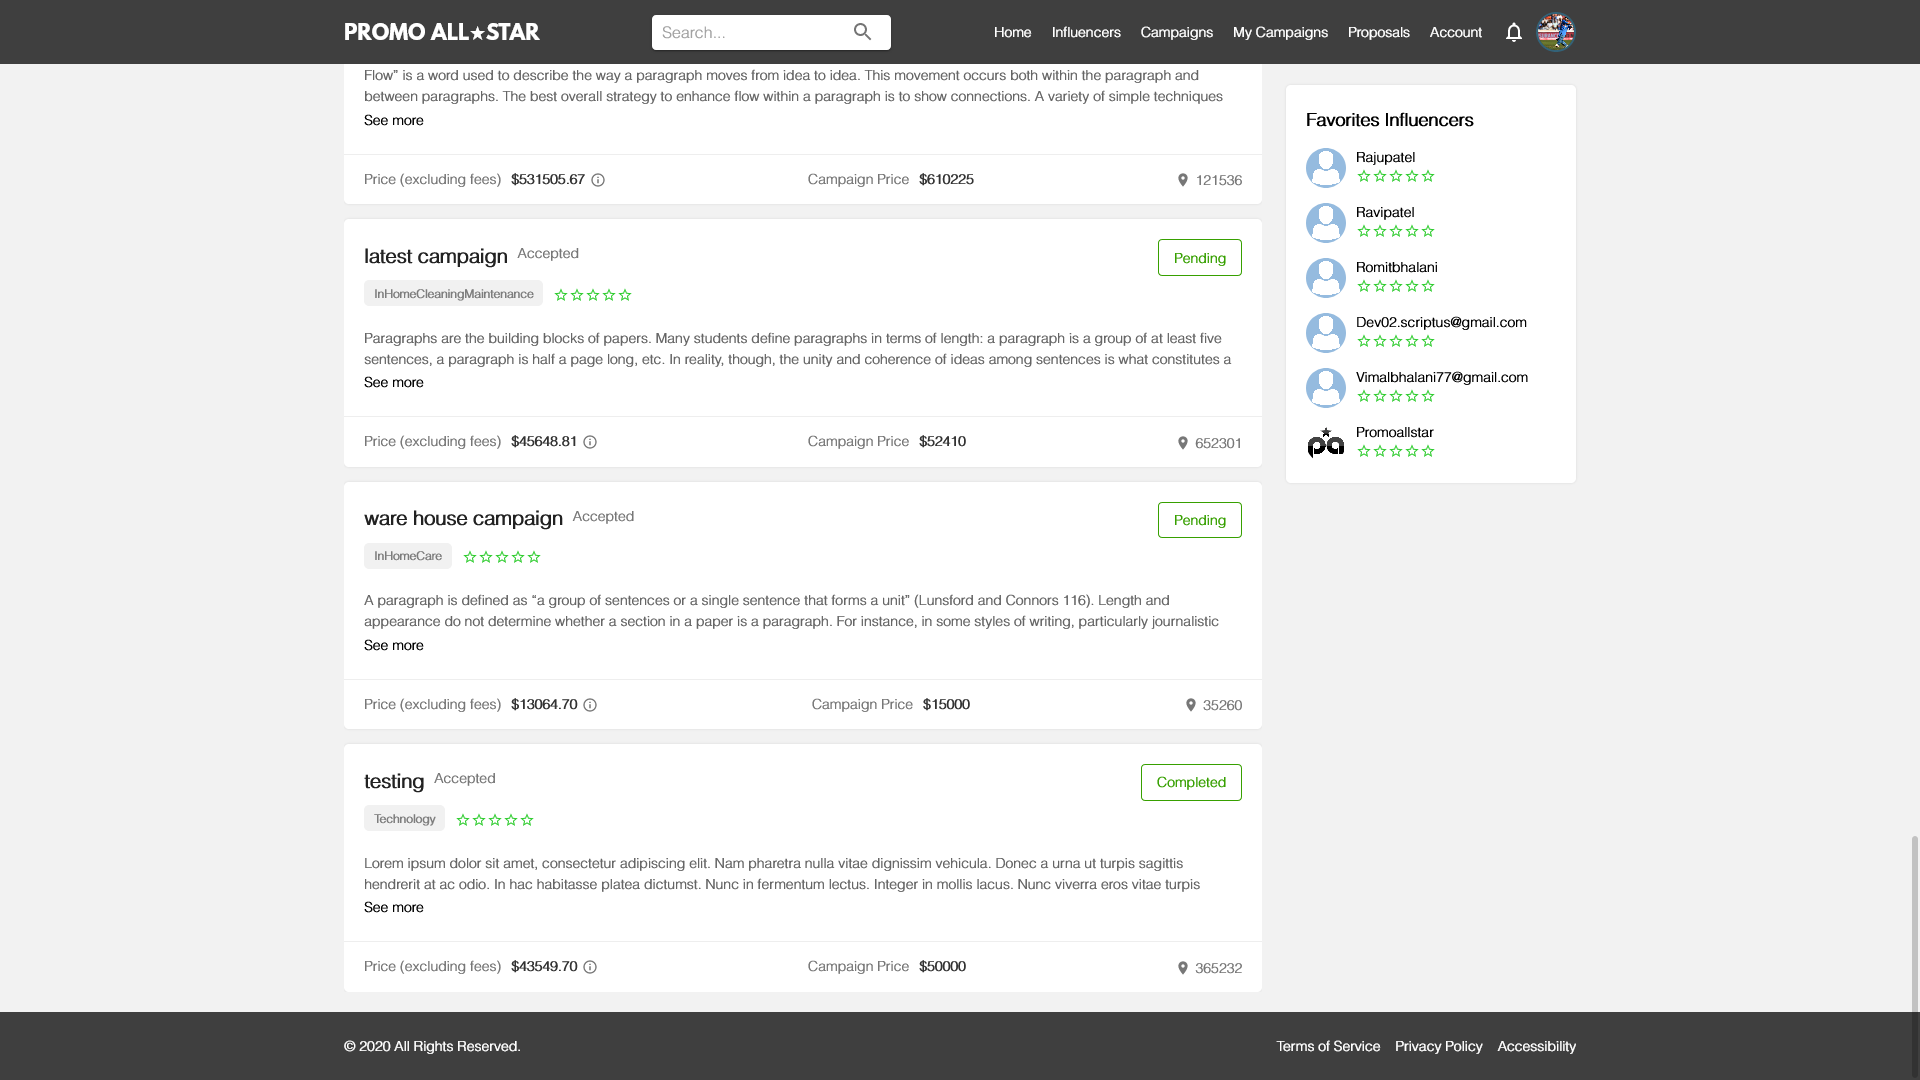 PROMO ALL★STAR
Search...
Home
Influencers
Campaigns
My Campaigns
Proposals
Account
Flow” is a word used to describe the way a paragraph moves from idea to idea. This movement occurs both within the paragraph and
between paragraphs. The best overall strategy to enhance flow within a paragraph is to show connections. A variety of simple techniques
See more
Price (excluding fees) $531505.67
Campaign Price $610225
121536
latest campaign Accepted
Pending
InHomeCleaningMaintenance
Paragraphs are the building blocks of papers. Many students define paragraphs in terms of length: a paragraph is a group of at least five
sentences, a paragraph is half a page long, etc. In reality, though, the unity and coherence of ideas among sentences is what constitutes a
See more
Price (excluding fees) $45648.81
Campaign Price $52410
652301
ware house campaign Accepted
Pending
InHomeCare
A paragraph is defined as “a group of sentences or a single sentence that forms a unit” (Lunsford and Connors 116). Length and
appearance do not determine whether a section in a paper is a paragraph. For instance, in some styles of writing, particularly journalistic
See more
Price (excluding fees) $13064.70
Campaign Price $15000
35260
testing Accepted
Completed
Technology
Lorem ipsum dolor sit amet, consectetur adipiscing elit. Nam pharetra nulla vitae dignissim vehicula. Donec a urna ut turpis sagittis
hendrerit at ac odio. In hac habitasse platea dictumst. Nunc in fermentum lectus. Integer in mollis lacus. Nunc viverra eros vitae turpis
See more
Price (excluding fees) $43549.70
Campaign Price $50000
365232
Favorites Influencers
Rajupatel
Ravipatel
Romitbhalani
Dev02.scriptus@gmail.com
Vimalbhalani77@gmail.com
pa
Promoallstar
© 2020 All Rights Reserved.
Terms of Service
Privacy Policy
Accessibility